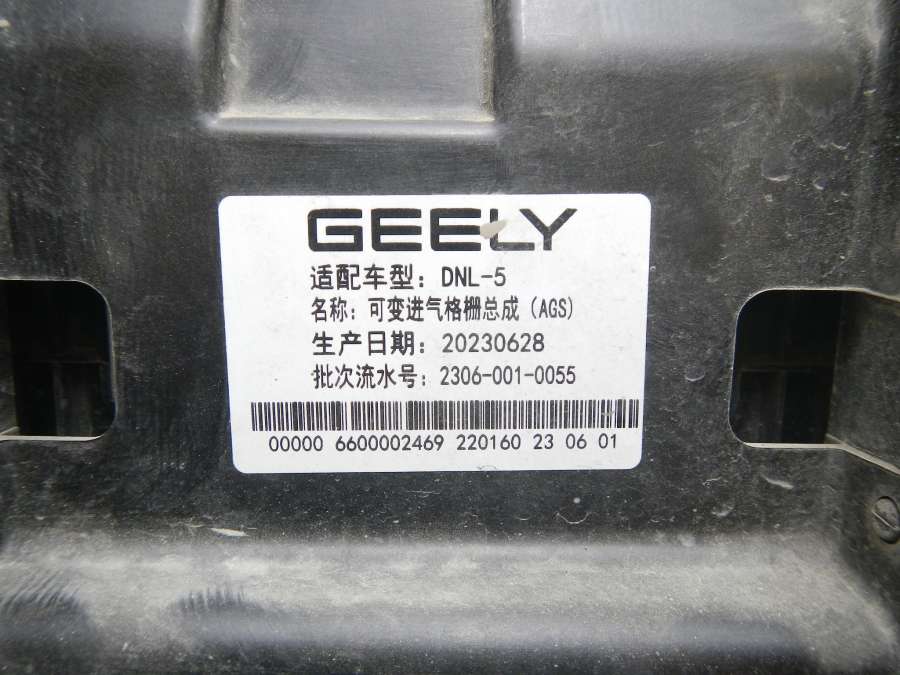 GEELY
适配车型：DNL-5
名称：可变进气格栅总成（AGS）
生产日期：20230628
批次流水号：2306-001-0055
00000 6600002469 220160 23 06 01